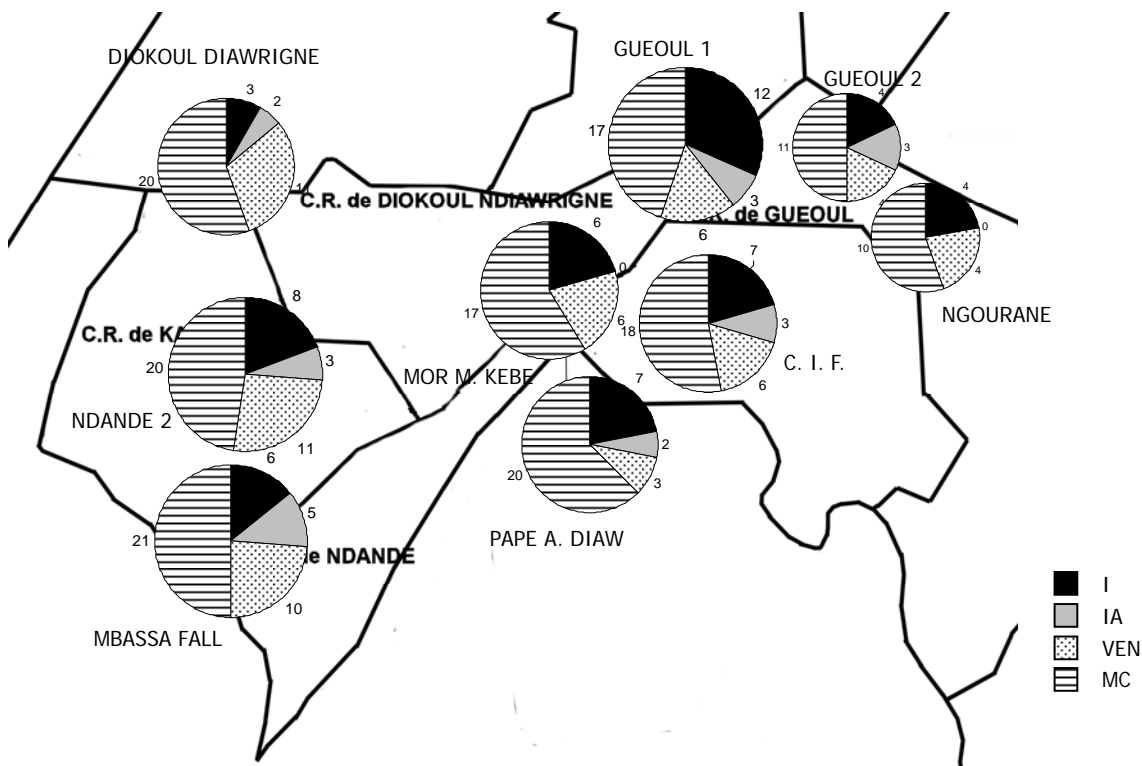 DIOKOUL DIAWRIGNE
3
2
11
20
C.R. de DIOKOUL NDIAWRIGNE
GUEOUL 1
12
3
6
17
GUEOUL 2
4
3
11
de GUEOUL
4
0
4
10
NGOURANE
6
0
6
17
MOR M. KEBE
7
3
6
18
C. I. F.
C.R. de KA
8
3
11
20
NDANDE 2
7
2
3
20
PAPE A. DIAW
6
5
10
21
de NDANDE
MBASSA FALL
I
IA
VEN
MC